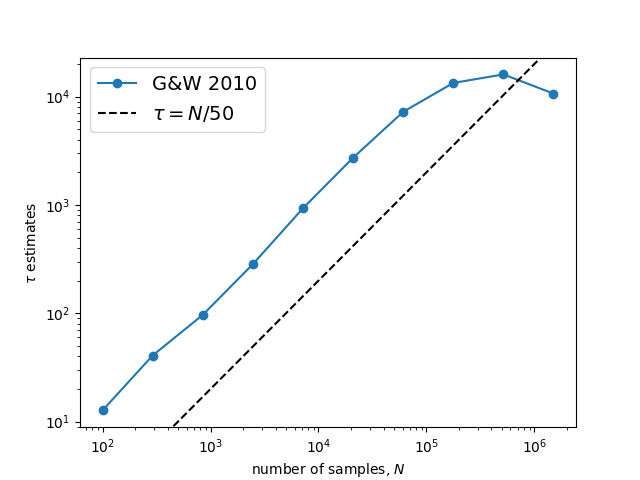 G&W 2010
τ = N/50
10^4
10^3
10^2
10^1
τ estimates
10^2 10^3 10^4 10^5 10^6
number of samples, N